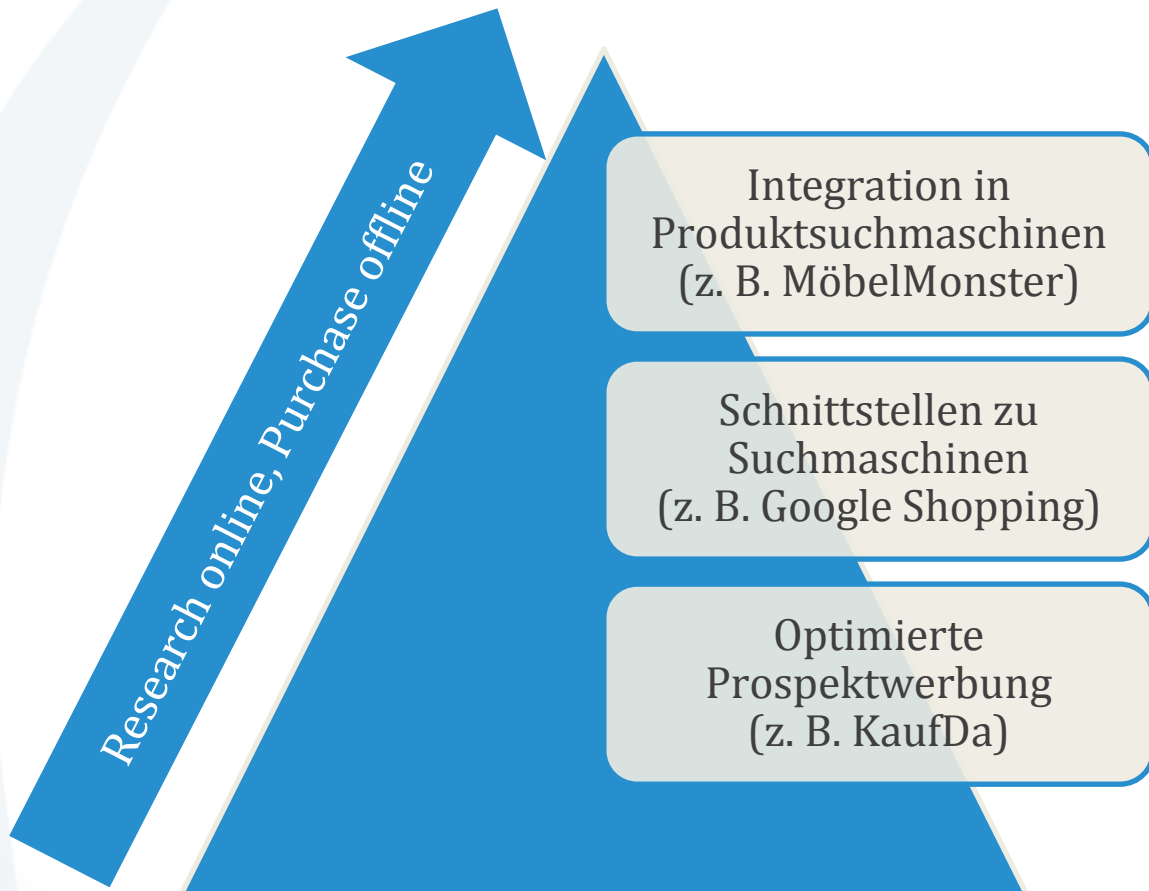 Research online, Purchase offline
Integration in
Produktsuchmaschinen
(z. B. MöbelMonster)
Schnittstellen zu
Suchmaschinen
(z. B. Google Shopping)
Optimierte
Prospektwerbung
(z. B. KaufDa)